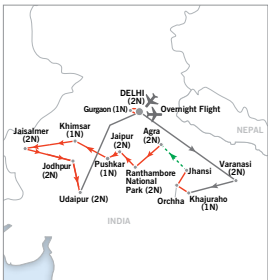 DELHI
(2N)
Gurgaon (1N)
Overnight Flight
NEPAL
Khimsar
(1N)
Jaisalmer
(2N)
Jaipur
(2N)
Agra
(2N)
Jodhpur
(2N)
Pushkar
(1N)
Ranthambore
National
Park (2N)
Jhansi
Varanasi
(2N)
Udaipur (2N)
Orchha
Khajuraho
(1N)
INDIA